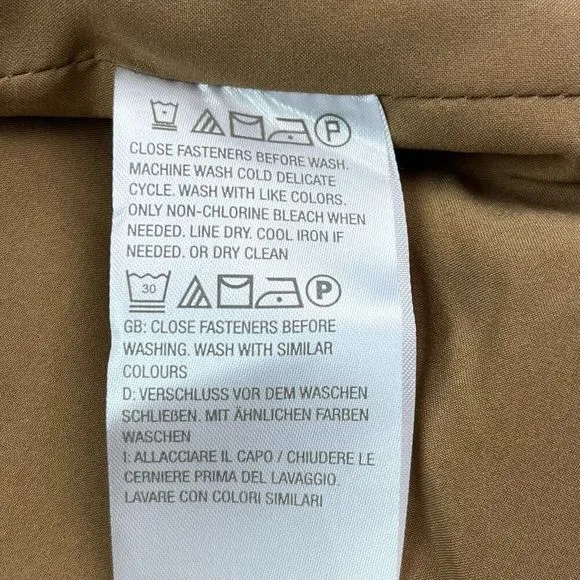 P
CLOSE FASTENERS BEFORE WASH.
MACHINE WASH COLD DELICATE
CYCLE. WASH WITH LIKE COLORS.
ONLY NON-CHLORINE BLEACH WHEN
NEEDED. LINE DRY. COOL IRON IF
NEEDED. OR DRY CLEAN
30 P
GB: CLOSE FASTENERS BEFORE
WASHING. WASH WITH SIMILAR
COLOURS
D: VERSCHLUSS VOR DEM WASCHEN
SCHLIEßEN. MIT ÄHNLICHEN FARBEN
WASCHEN
I: ALLACCIARE IL CAPO / CHIUDERE LE
CERNIERE PRIMA DEL LAVAGGIO.
LAVARE CON COLORI SIMILARI